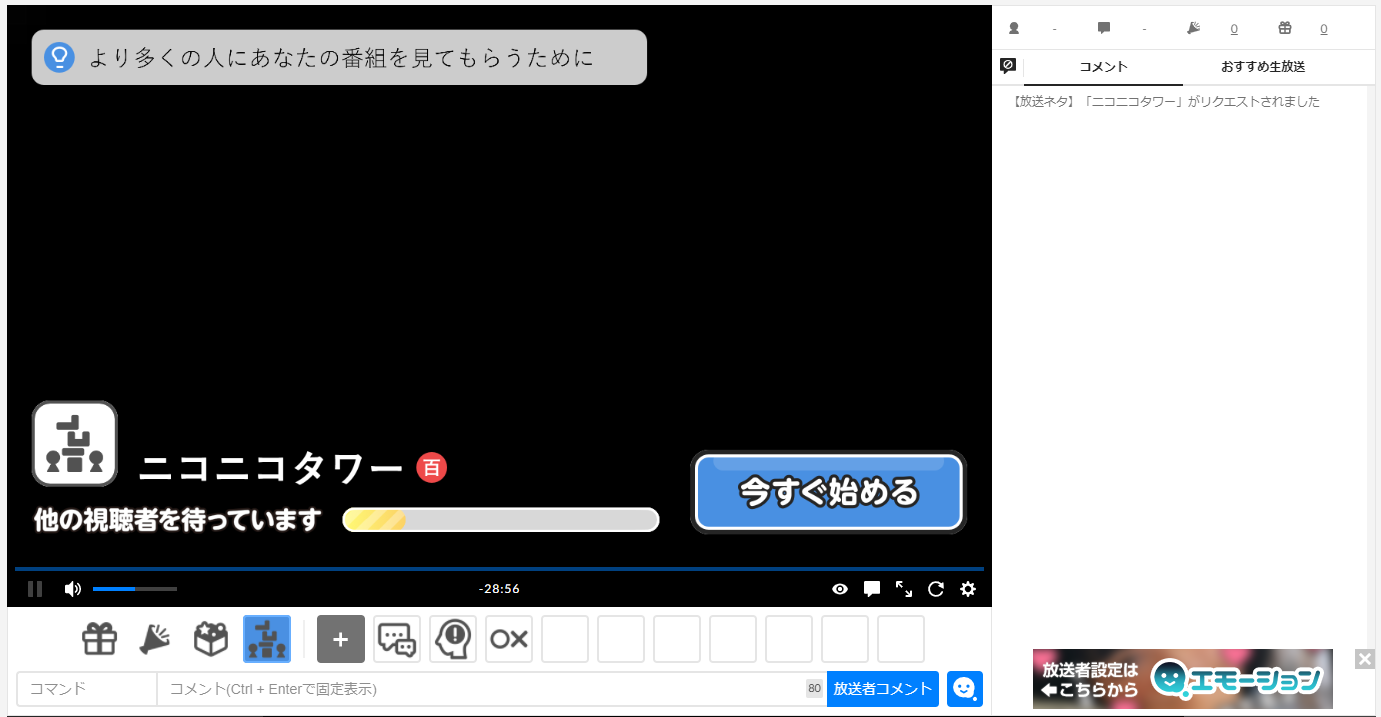 より多くの人にあなたの番組を見てもらうために
- - 0 0
コメント おすすめ生放送
【放送ネタ】「ニコニコタワー」がリクエストされました
ニコニコタワー 百
他の視聴者を待っています
今すぐ始める
-28:56
+ OX
コマンド コメント(Ctrl + Enterで固定表示) 80 放送者コメント
放送者設定は
こちらから
エモーション